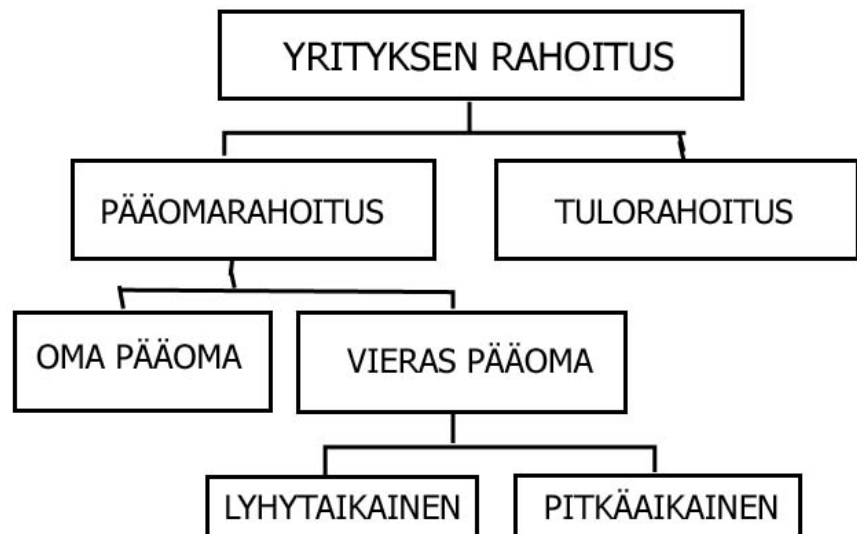 YRITYKSEN RAHOITUS
PÄÄOMARAHOITUS
TULORAHOITUS
OMA PÄÄOMA
VIERAS PÄÄOMA
LYHYTAIKAINEN
PITKÄAIKAINEN